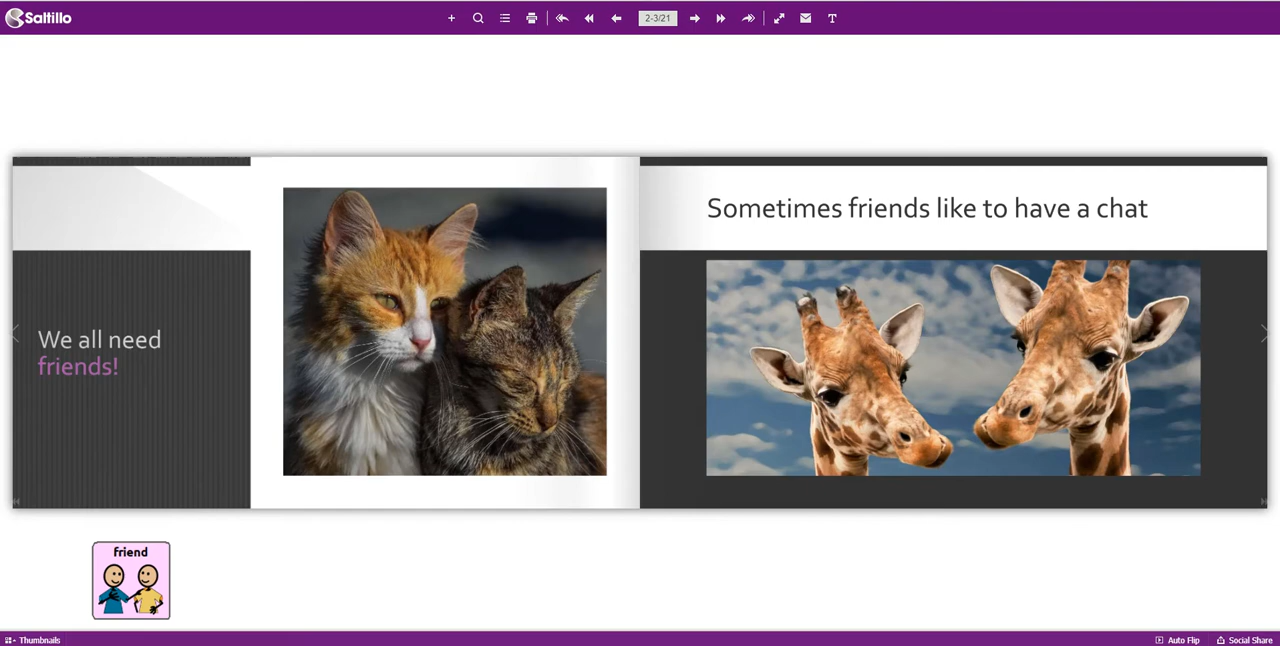 Saltillo
2-3/21
We all need
friends!
Sometimes friends like to have a chat
friend
Thumbnails
Auto Flip
Social Share